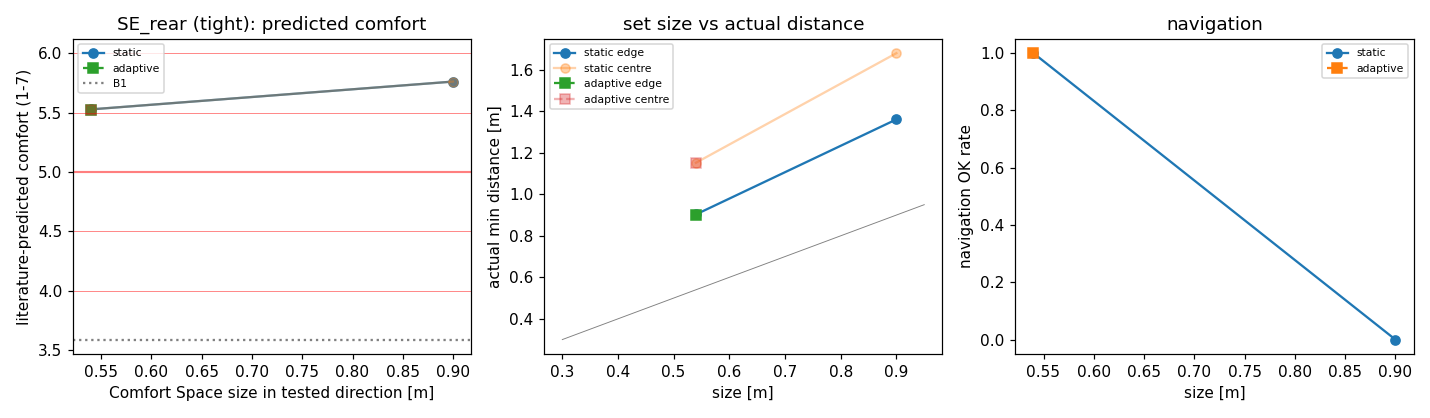 SE_rear (tight): predicted comfort
literature-predicted comfort (1-7)
6.0
5.5
5.0
4.5
4.0
3.5
static
adaptive
B1
0.55 0.60 0.65 0.70 0.75 0.80 0.85 0.90
Comfort Space size in tested direction [m]
set size vs actual distance
actual min distance [m]
1.6
1.4
1.2
1.0
0.8
0.6
0.4
static edge
static centre
adaptive edge
adaptive centre
0.3 0.4 0.5 0.6 0.7 0.8 0.9
size [m]
navigation
navigation OK rate
1.0
0.8
0.6
0.4
0.2
0.0
static
adaptive
0.55 0.60 0.65 0.70 0.75 0.80 0.85 0.90
size [m]